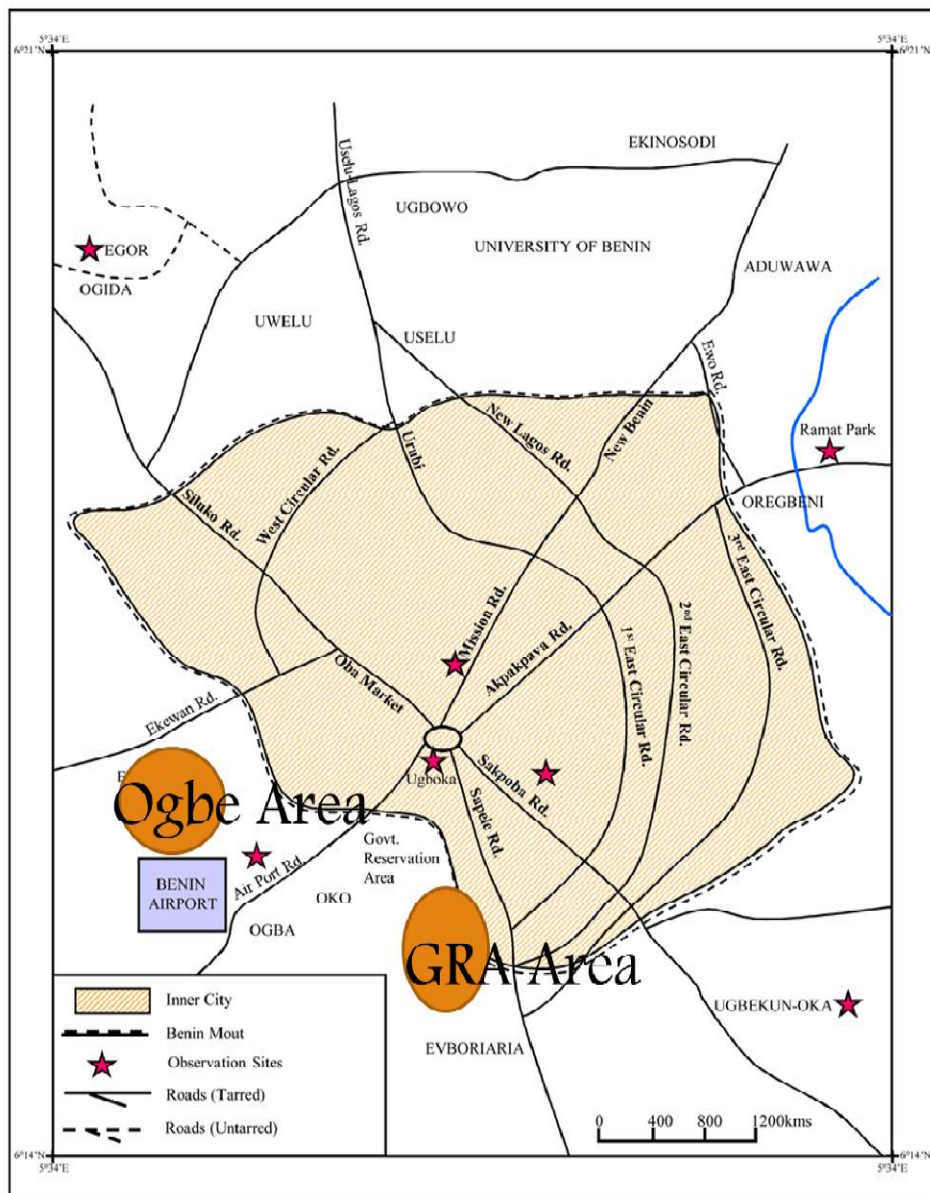 5°34'E
5°34'E
6°21'N
6°21'N
EKINOSODI
Uselu-Lagos Rd.
UGDOWO
UNIVERSITY OF BENIN
EGOR
ADUWAWA
OGIDA
UWELU
USELU
Ewo Rd.
New Lagos Rd.
New Benin
Urubi
Ramat Park
West Circular Rd.
Siluko Rd.
OREGBENI
3rd East Circular Rd.
Mission Rd.
Akpakpava Rd.
1st East Circular Rd.
2nd East Circular Rd.
Oba Market
Ekewan Rd.
Ugboka
Sakpoba Rd.
Sapele Rd.
Ogbe Area
Govt.
Reservation
Area
Air Port Rd.
BENIN
AIRPORT
OKO
OGBA
GRA Area
UGBEKUN-OKA
EVBORIARIA
Inner City
Benin Mout
Observation Sites
Roads (Tarred)
Roads (Untarred)
0 400 800 1200kms
6°14'N
6°14'N
5°34'E
5°34'E